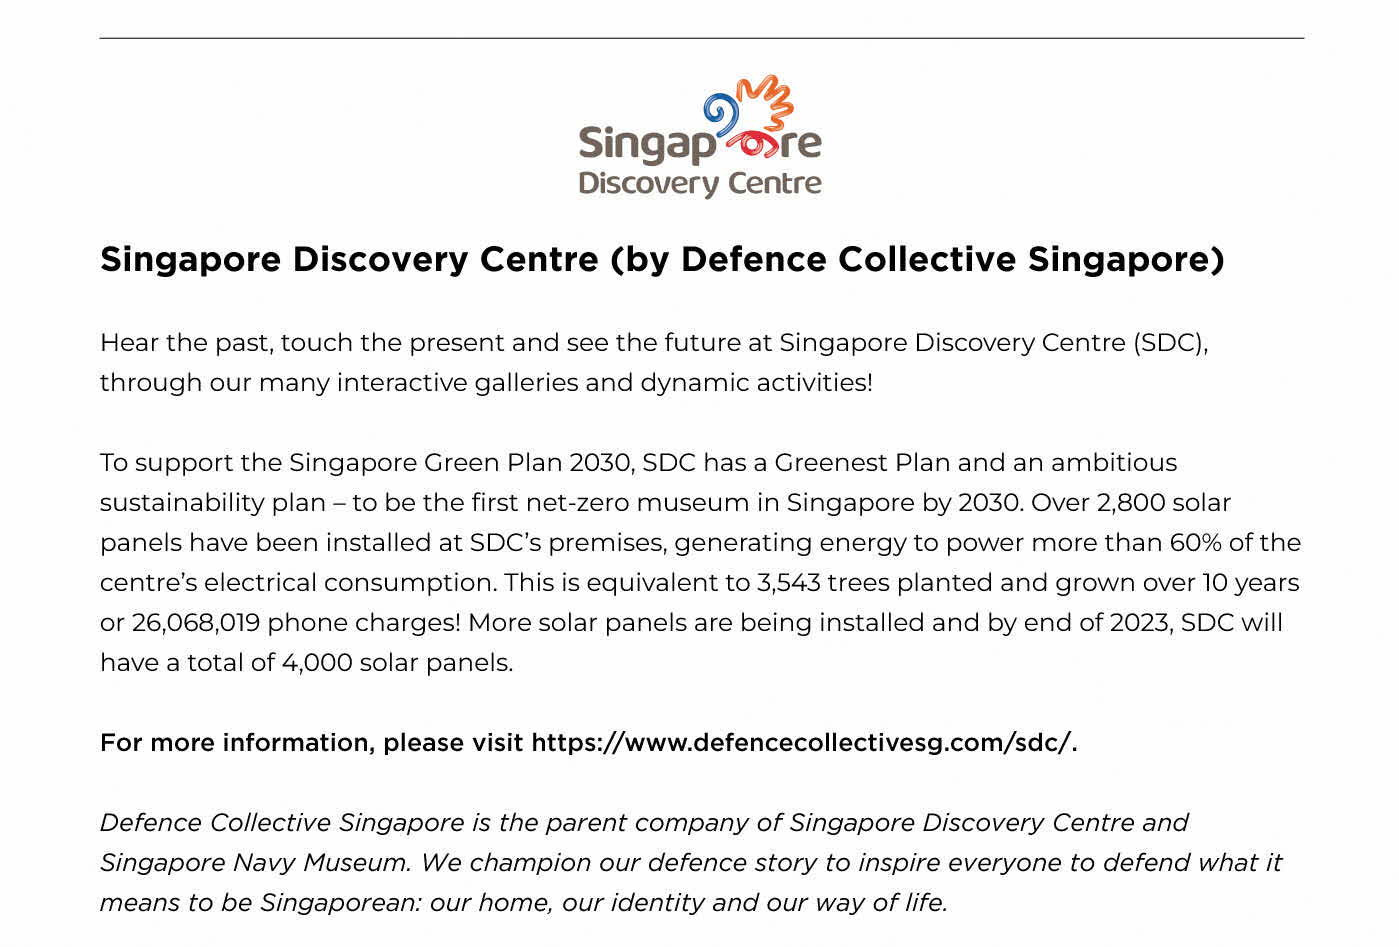 Singapore
Discovery Centre
Singapore Discovery Centre (by Defence Collective Singapore)
Hear the past, touch the present and see the future at Singapore Discovery Centre (SDC),
through our many interactive galleries and dynamic activities!
To support the Singapore Green Plan 2030, SDC has a Greenest Plan and an ambitious
sustainability plan – to be the first net-zero museum in Singapore by 2030. Over 2,800 solar
panels have been installed at SDC’s premises, generating energy to power more than 60% of the
centre’s electrical consumption. This is equivalent to 3,543 trees planted and grown over 10 years
or 26,068,019 phone charges! More solar panels are being installed and by end of 2023, SDC will
have a total of 4,000 solar panels.
For more information, please visit https://www.defencecollectivesg.com/sdc/.
Defence Collective Singapore is the parent company of Singapore Discovery Centre and
Singapore Navy Museum. We champion our defence story to inspire everyone to defend what it
means to be Singaporean: our home, our identity and our way of life.